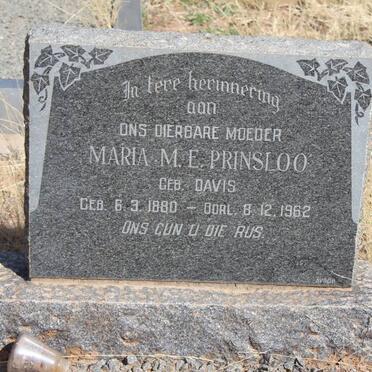 In tere herinnering
aan
ONS DIERBARE MOEDER
MARIA M.E. PRINSLOO
GEB. DAVIS
GEB. 6.3.1880 – OORL. 8.12.1962
ONS GUN U DIE RUS.